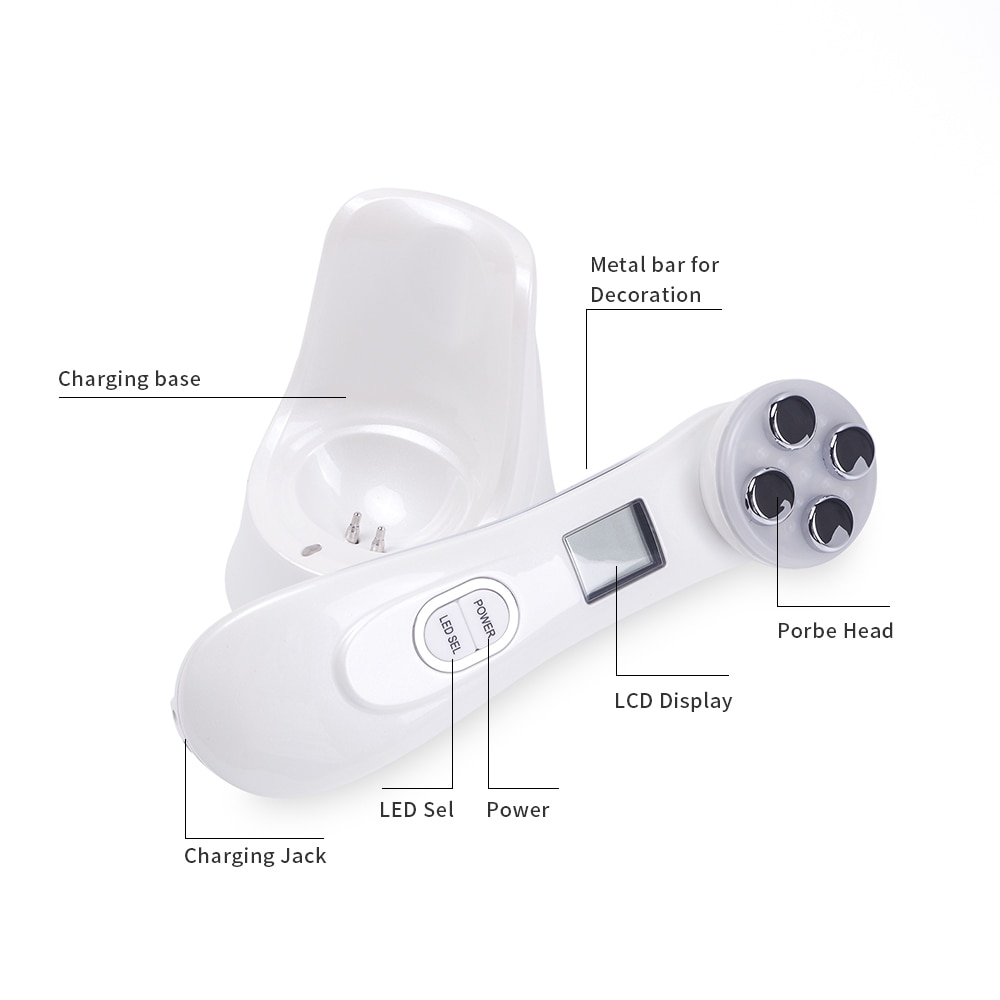 Metal bar for
Decoration
Charging base
POWER
LED SEL
Porbe Head
LCD Display
LED Sel
Power
Charging Jack